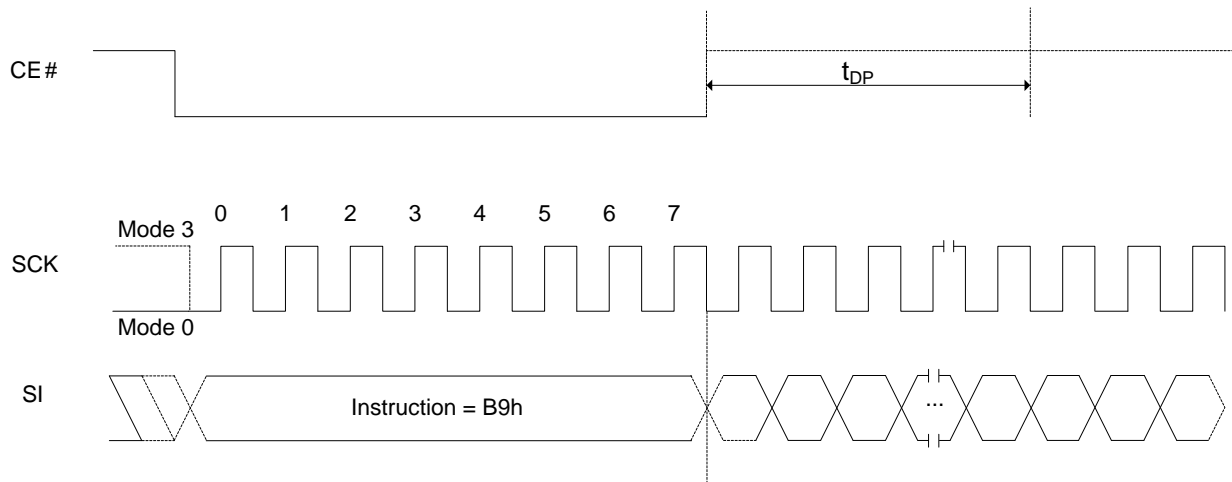 CE#
tDP
0 1 2 3 4 5 6 7
Mode 3
SCK
Mode 0
SI
Instruction = B9h
...